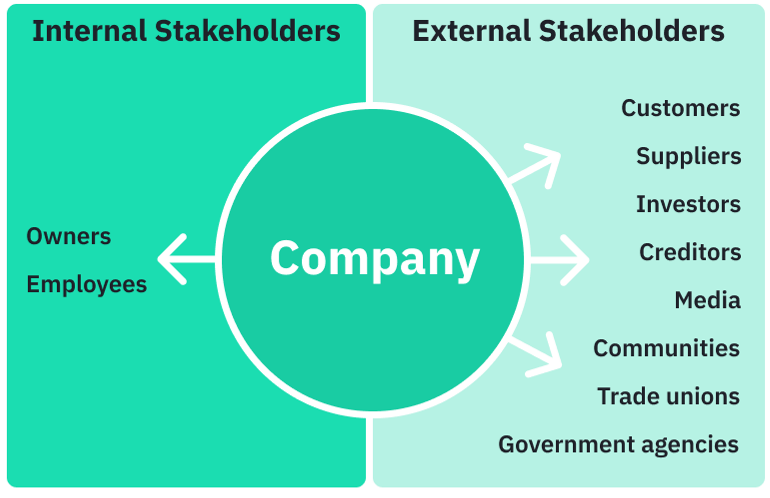 Internal Stakeholders
External Stakeholders
Owners
Employees
Company
Customers
Suppliers
Investors
Creditors
Media
Communities
Trade unions
Government agencies